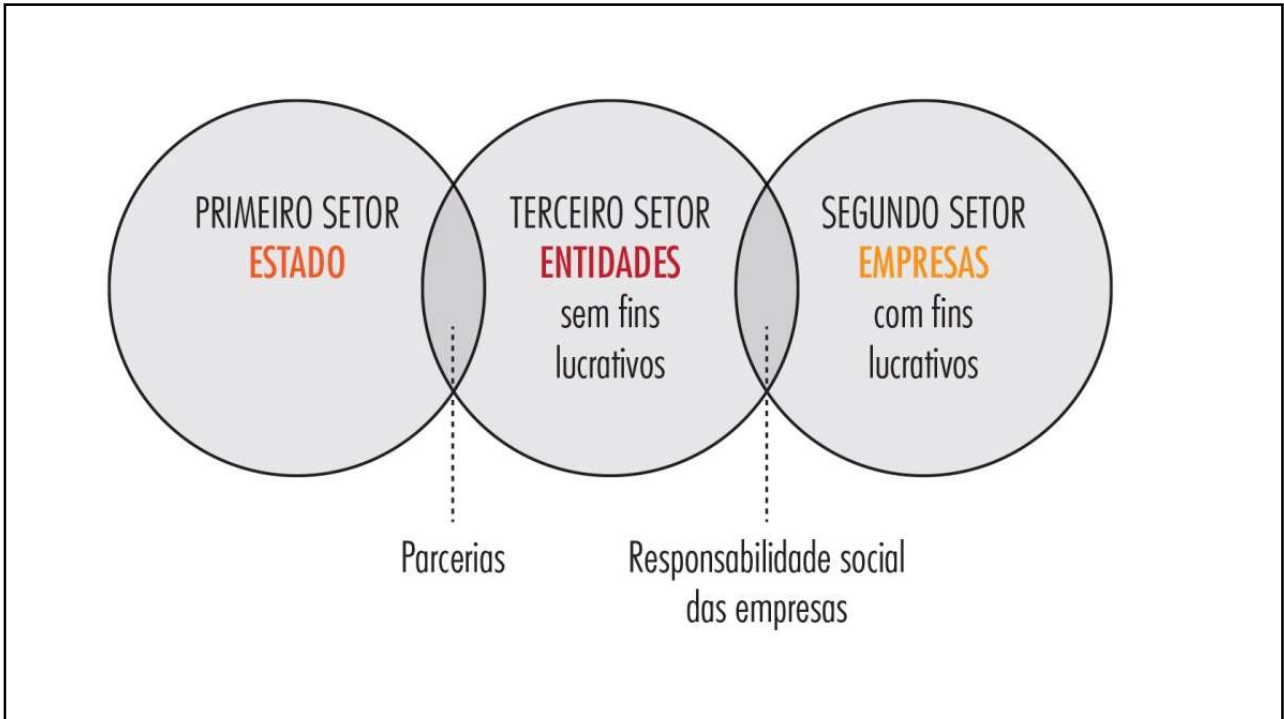 PRIMEIRO SETOR
ESTADO
TERCEIRO SETOR
ENTIDADES
sem fins
lucrativos
SEGUNDO SETOR
EMPRESAS
com fins
lucrativos
Parcerias
Responsabilidade social
das empresas